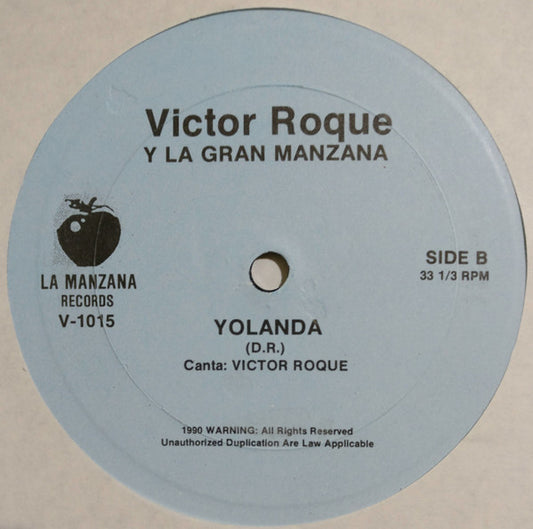 Victor Roque
Y LA GRAN MANZANA
LA MANZANA
RECORDS
V-1015
SIDE B
33 1/3 RPM
YOLANDA
(D.R.)
Canta: VICTOR ROQUE
1990 WARNING: All Rights Reserved
Unauthorized Duplication Are Law Applicable